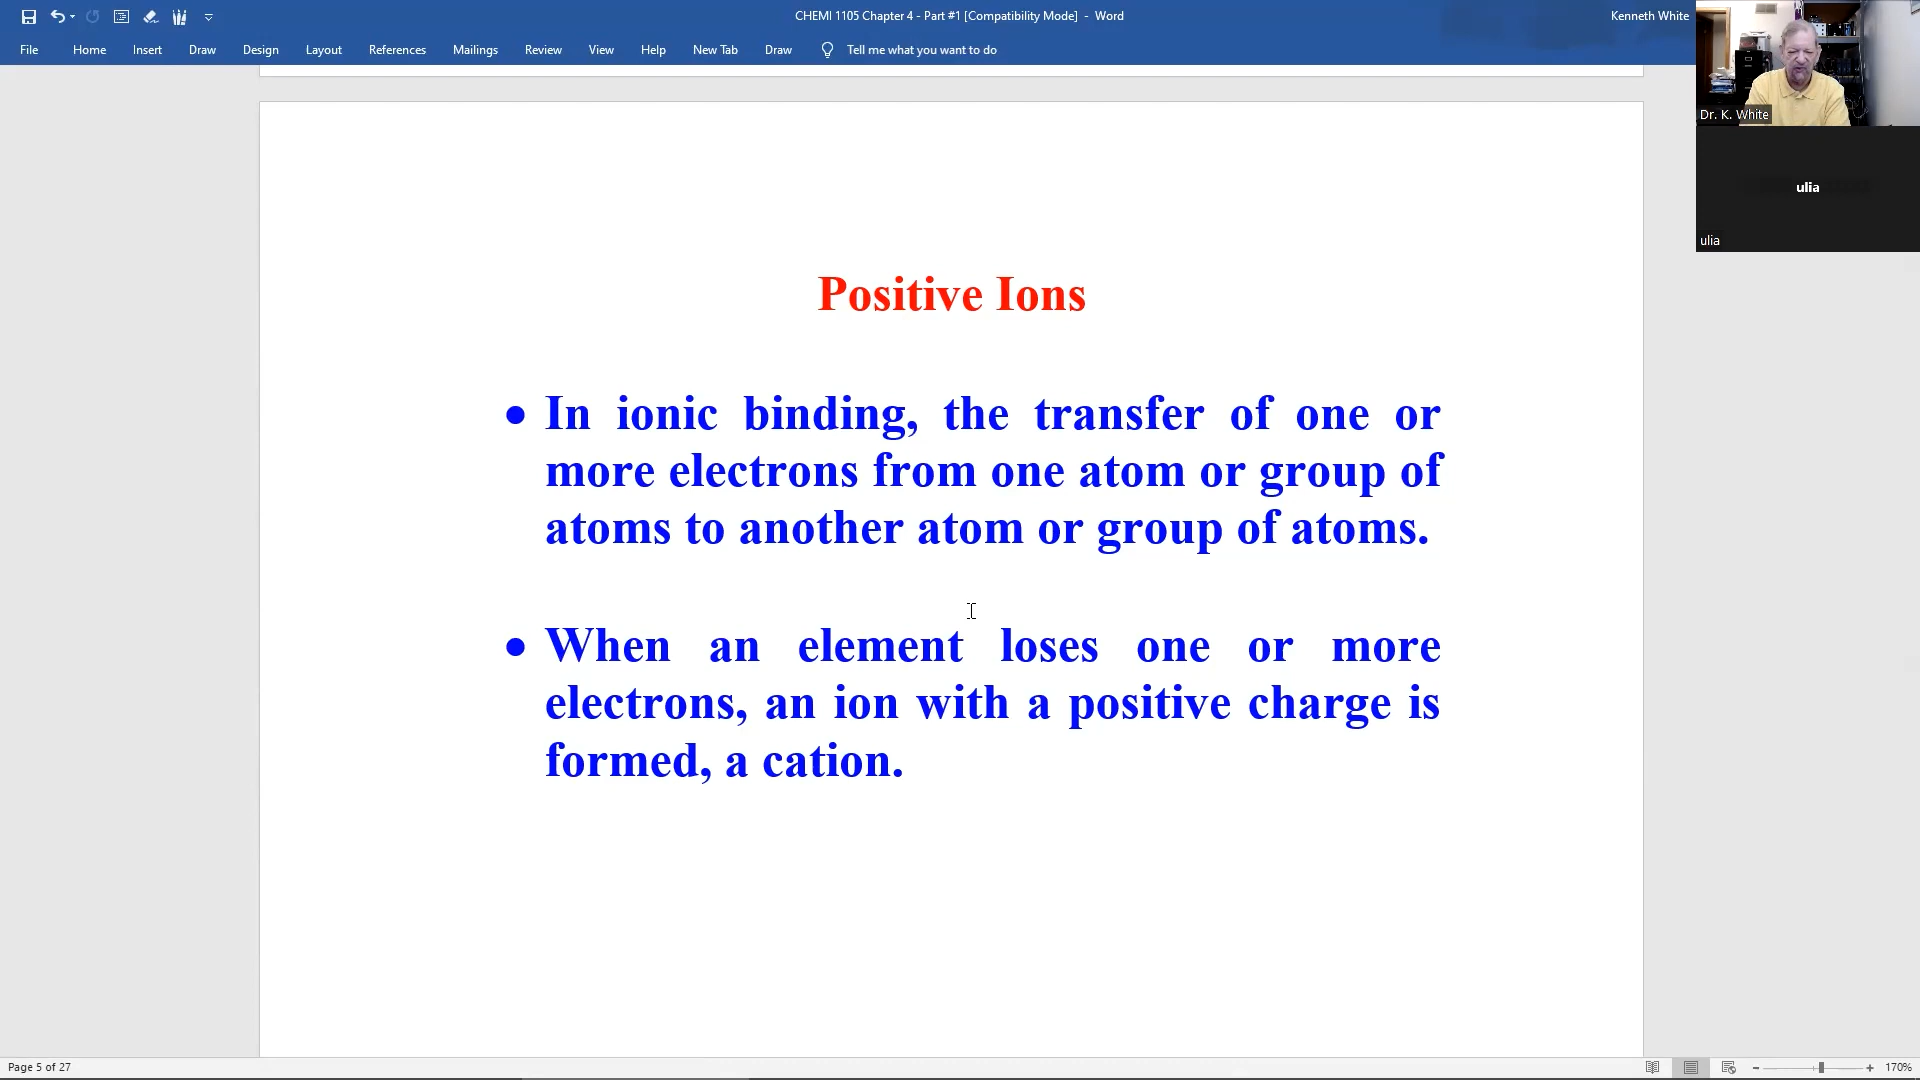 CHEMI 1105 Chapter 4 - Part #1 [Compatibility Mode] - Word
Kenneth White
File Home Insert Draw Design Layout References Mailings Review View Help New Tab Draw Tell me what you want to do
Dr. K. White
ulia
ulia
Positive Ions
• In ionic binding, the transfer of one or
more electrons from one atom or group of
atoms to another atom or group of atoms.
• When an element loses one or more
electrons, an ion with a positive charge is
formed, a cation.
Page 5 of 27
170%